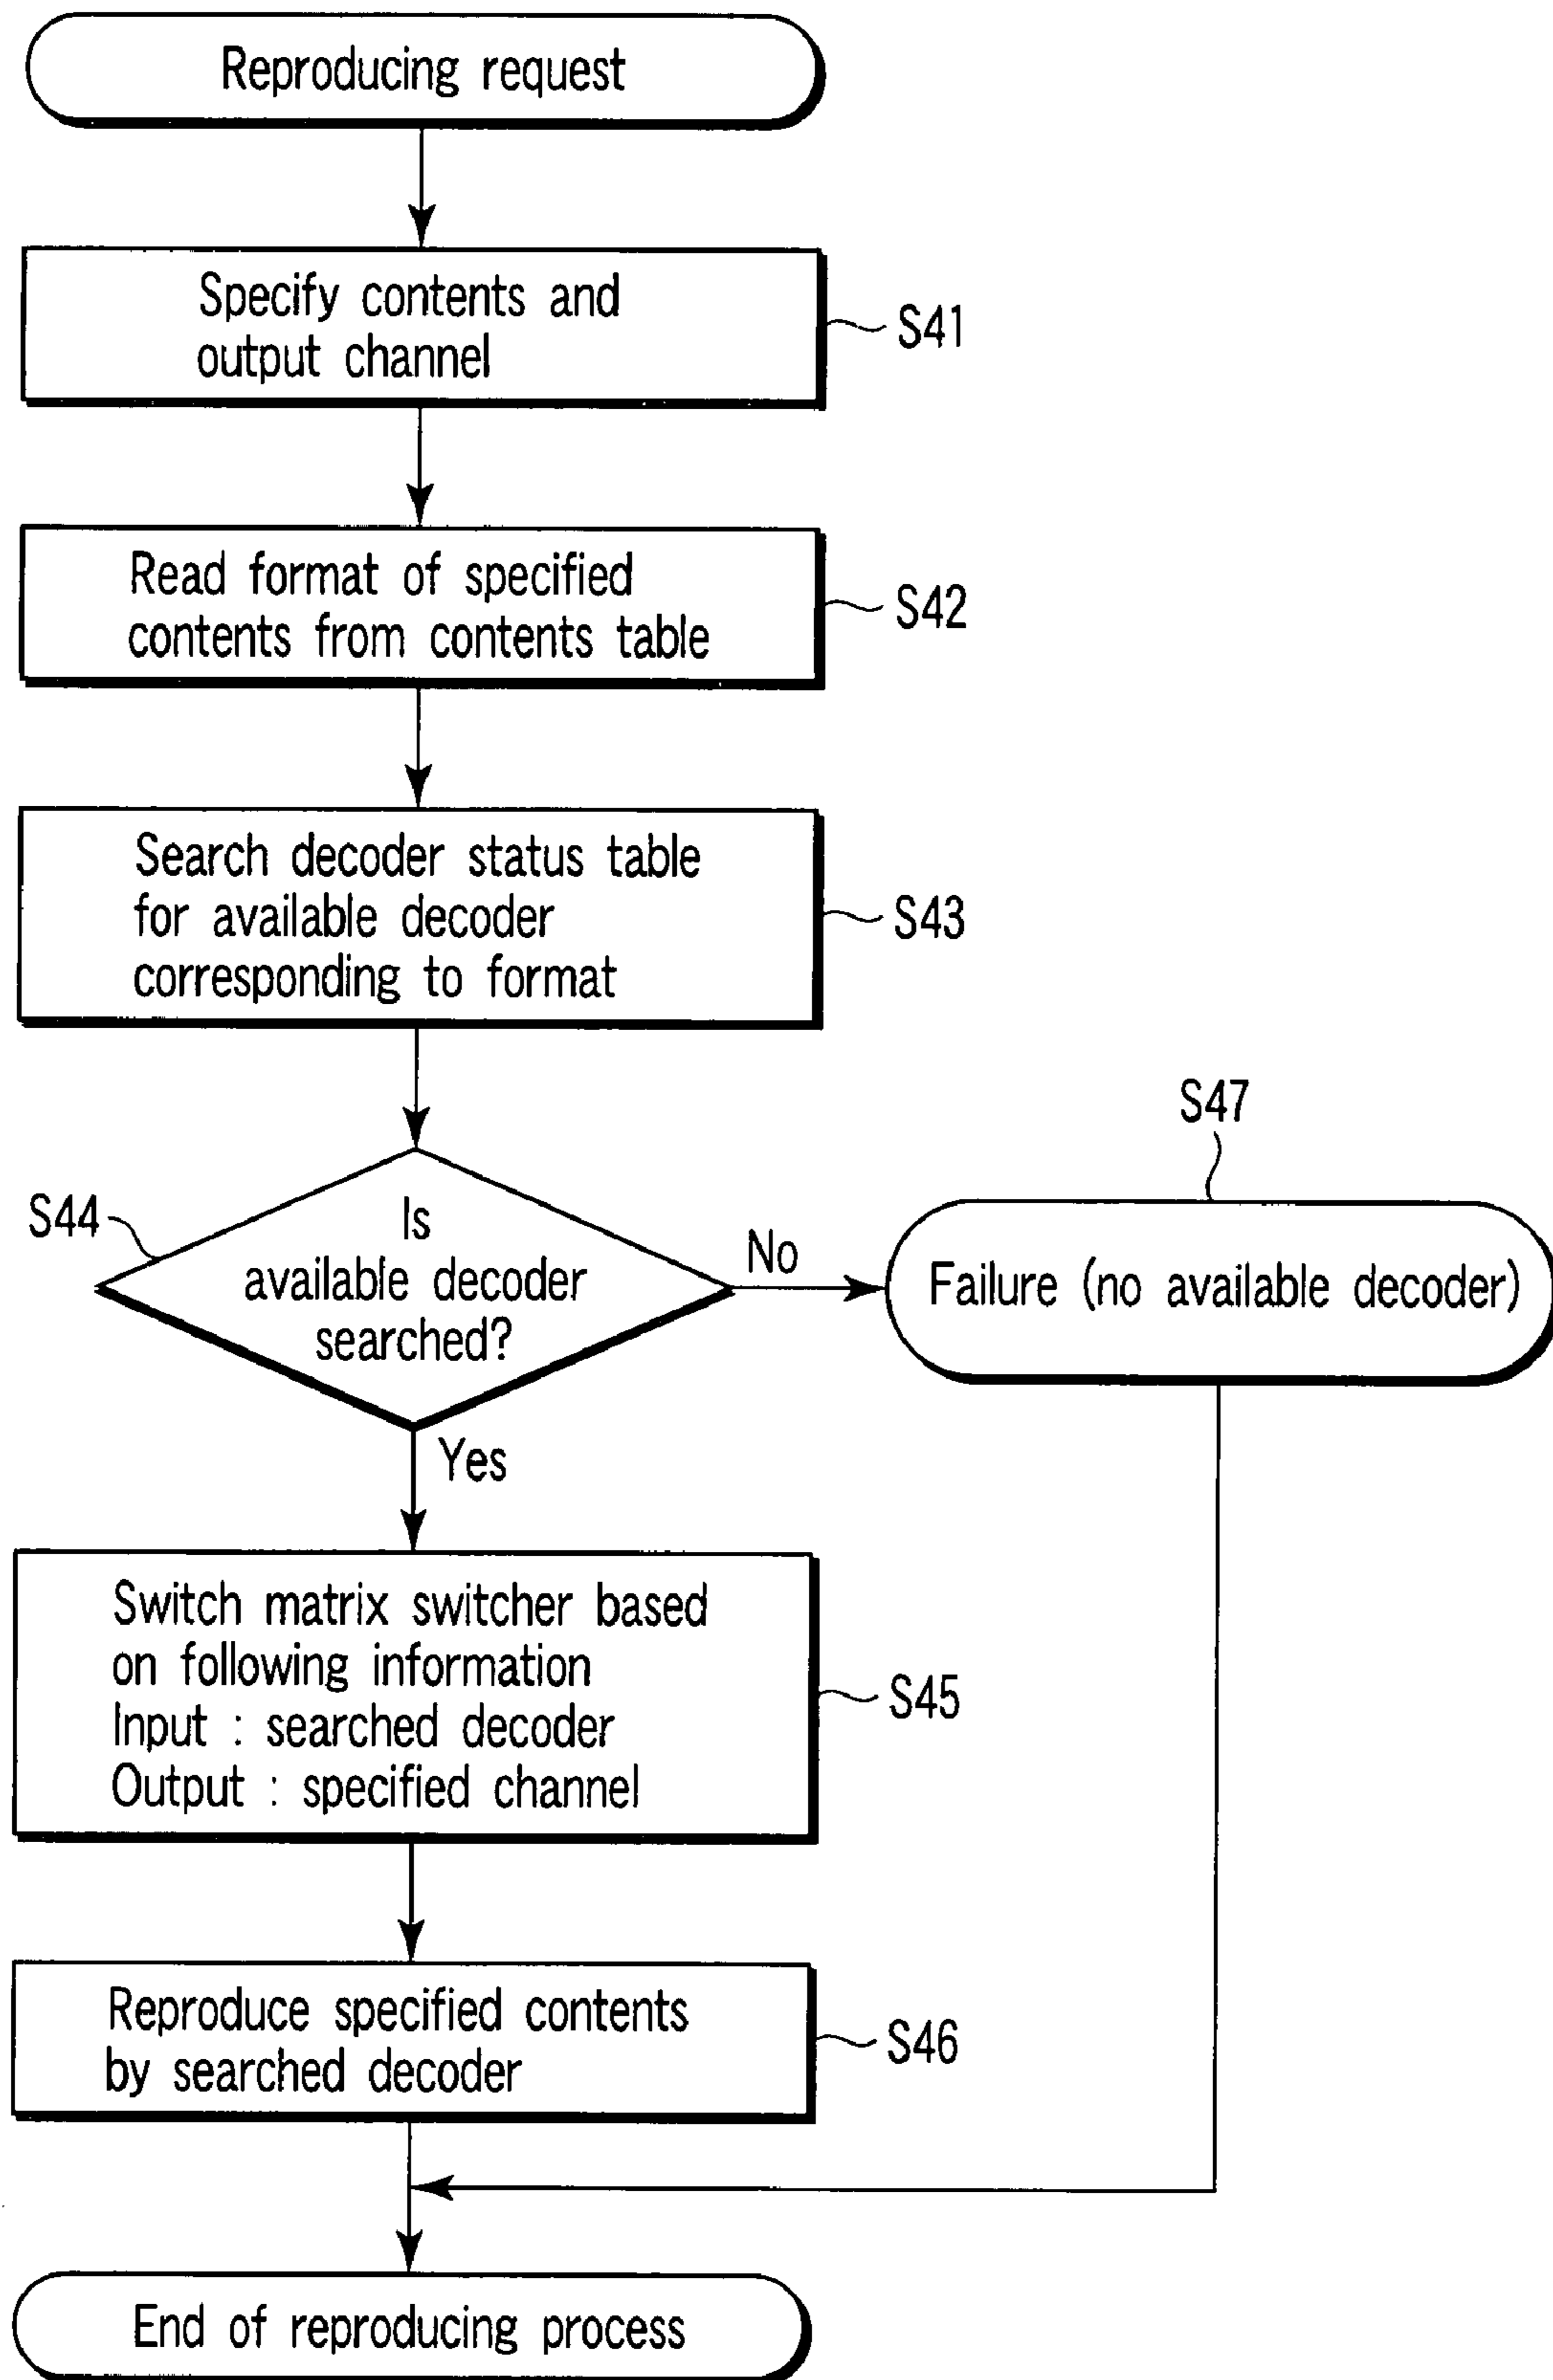 Reproducing request
Specify contents and
output channel
S41
Read format of specified
contents from contents table
S42
Search decoder status table
for available decoder
corresponding to format
S43
S44
Is
available decoder
searched?
No
S47
Failure (no available decoder)
Yes
Switch matrix switcher based
on following information
Input : searched decoder
Output : specified channel
S45
Reproduce specified contents
by searched decoder
S46
End of reproducing process